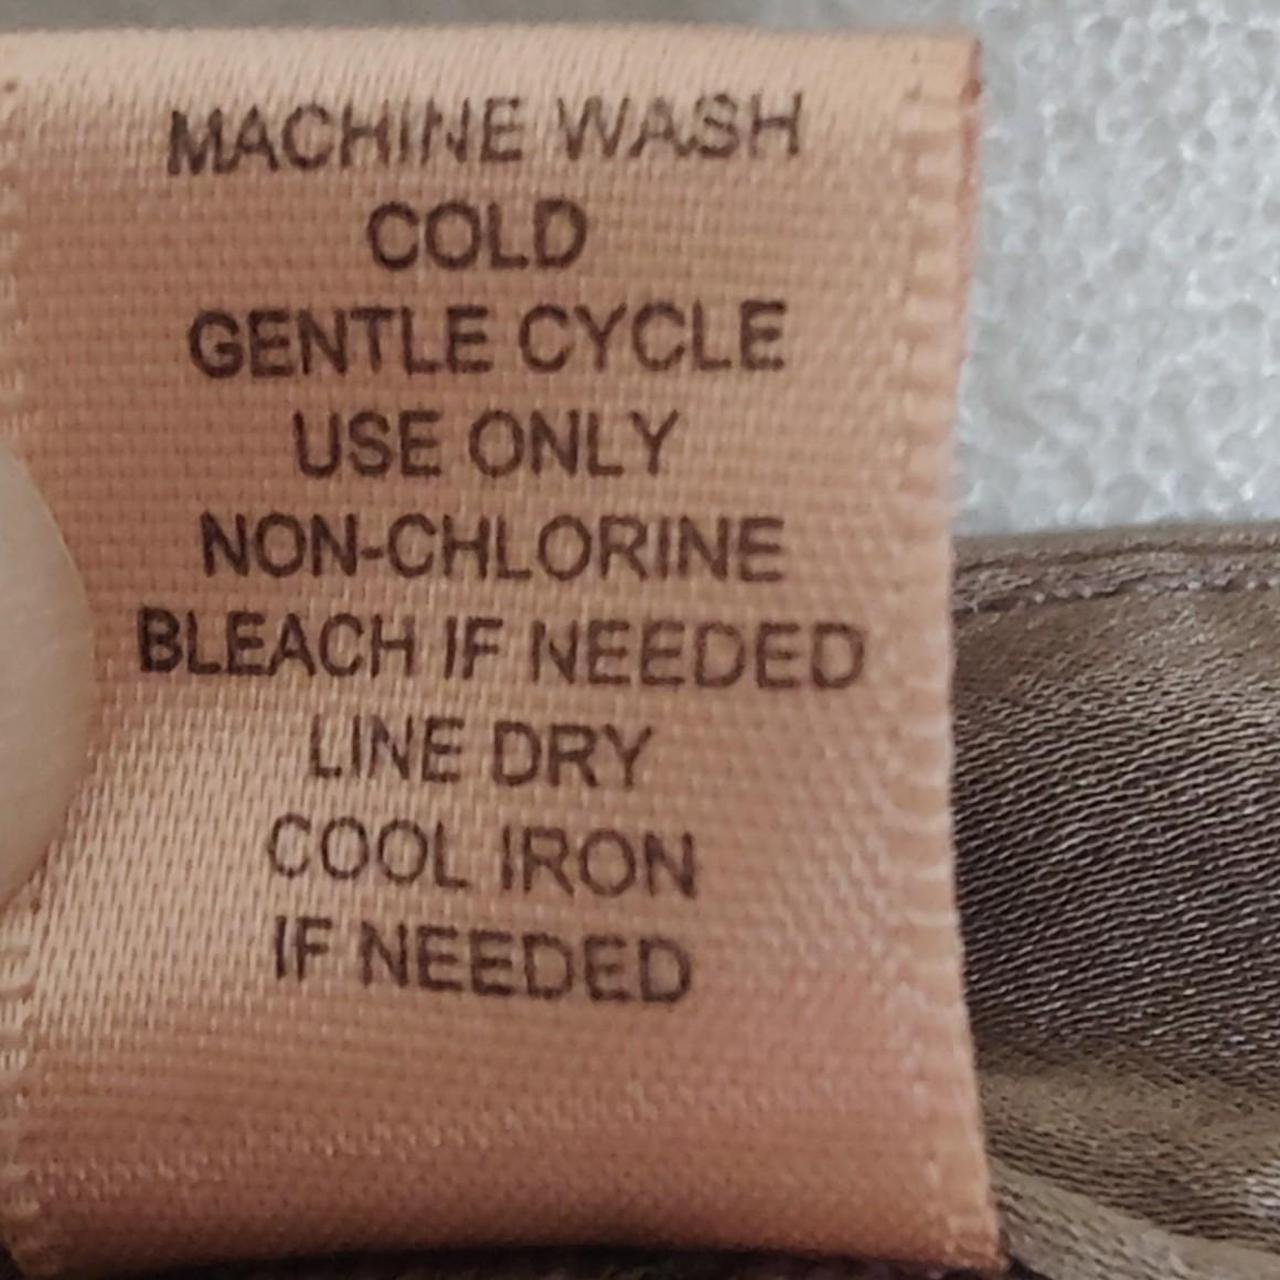 MACHINE WASH
COLD
GENTLE CYCLE
USE ONLY
NON-CHLORINE
BLEACH IF NEEDED
LINE DRY
COOL IRON
IF NEEDED